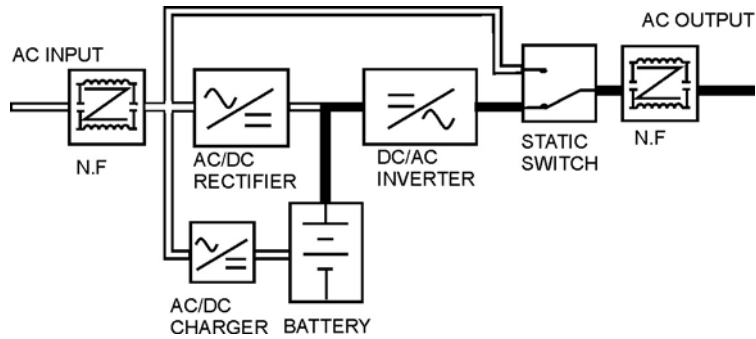 AC INPUT
AC OUTPUT
N.F
AC/DC
RECTIFIER
DC/AC
INVERTER
STATIC
SWITCH
N.F
AC/DC
CHARGER
BATTERY